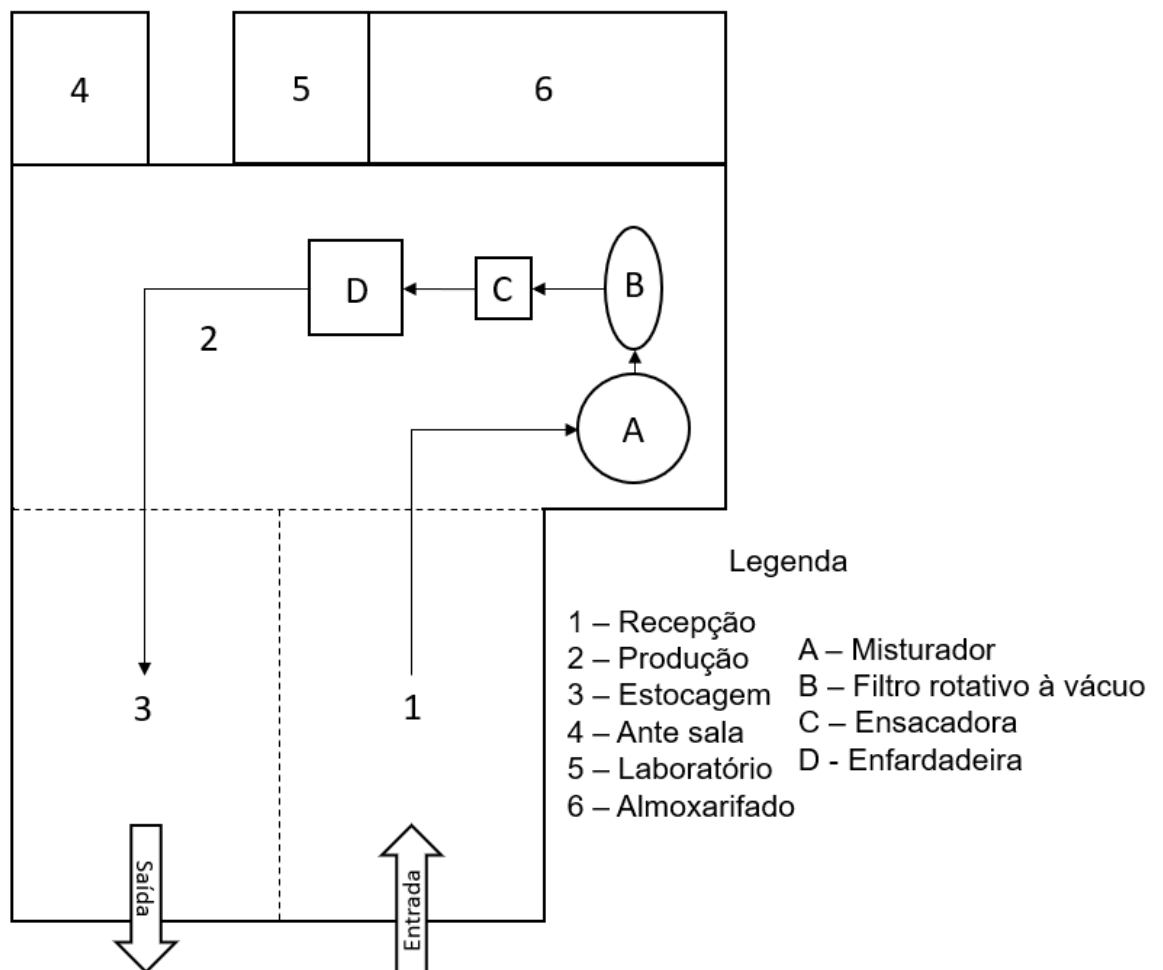 4
5
6
D
C
B
2
A
Legenda
1 – Recepção
2 – Produção
3 – Estocagem
4 – Ante sala
5 – Laboratório
6 – Almoxarifado
A – Misturador
B – Filtro rotativo à vácuo
C – Ensacadora
D - Enfardadeira
3
1
Saída
Entrada